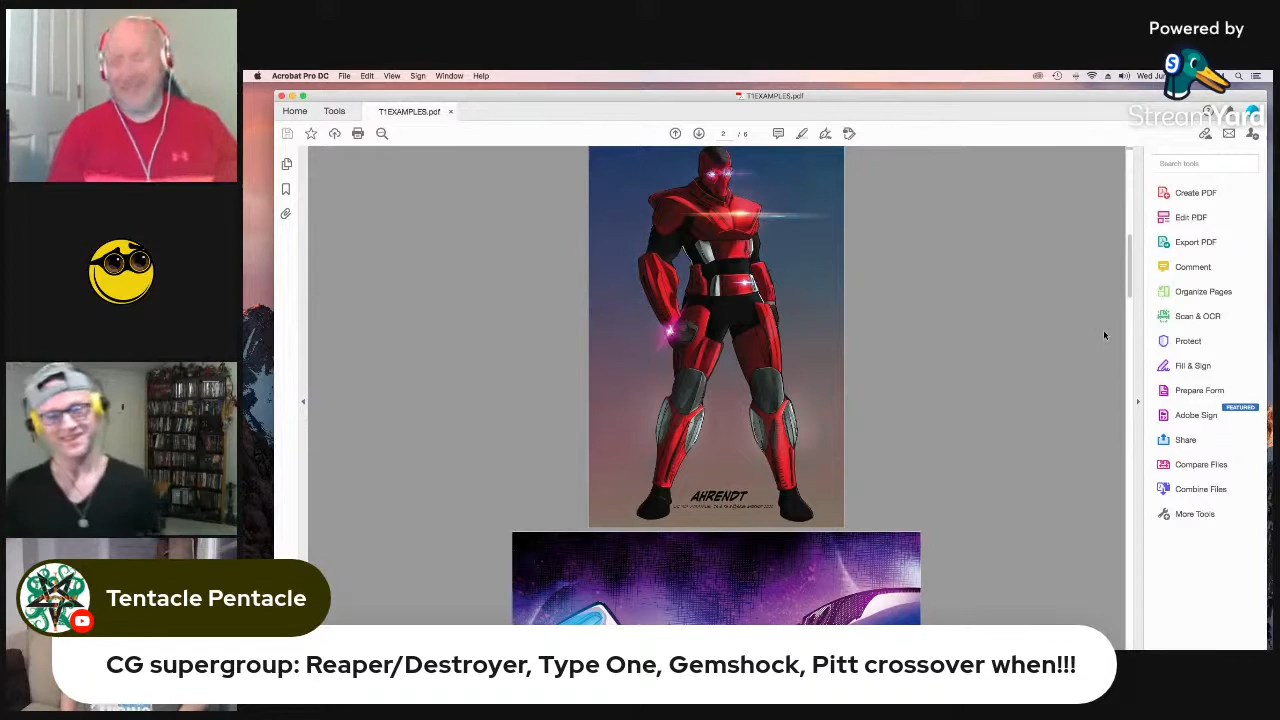 Powered by
StreamYard
Acrobat Pro DC File Edit View Sign Window Help
T1EXAMPLES.pdf
Home Tools T1EXAMPLES.pdf ×
2 / 6
Search tools
Create PDF
Edit PDF
Export PDF
Comment
Organize Pages
Scan & OCR
Protect
Fill & Sign
Prepare Form
FEATURED
Adobe Sign
Share
Compare Files
Combine Files
More Tools
AHRENDT
Tentacle Pentacle
CG supergroup: Reaper/Destroyer, Type One, Gemshock, Pitt crossover when!!!